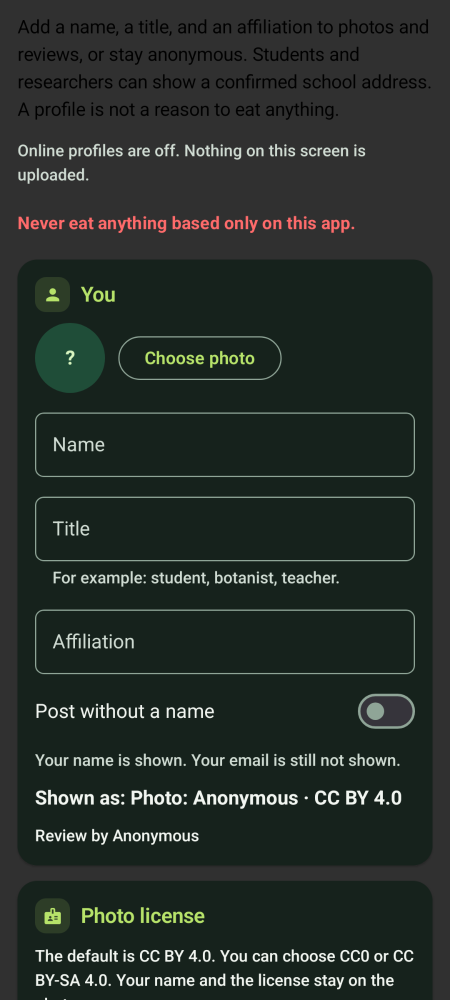 Add a name, a title, and an affiliation to photos and
reviews, or stay anonymous. Students and
researchers can show a confirmed school address.
A profile is not a reason to eat anything.
Online profiles are off. Nothing on this screen is
uploaded.
Never eat anything based only on this app.
You
?
Choose photo
Name
Title
For example: student, botanist, teacher.
Affiliation
Post without a name
Your name is shown. Your email is still not shown.
Shown as: Photo: Anonymous · CC BY 4.0
Review by Anonymous
Photo license
The default is CC BY 4.0. You can choose CC0 or CC
BY-SA 4.0. Your name and the license stay on the